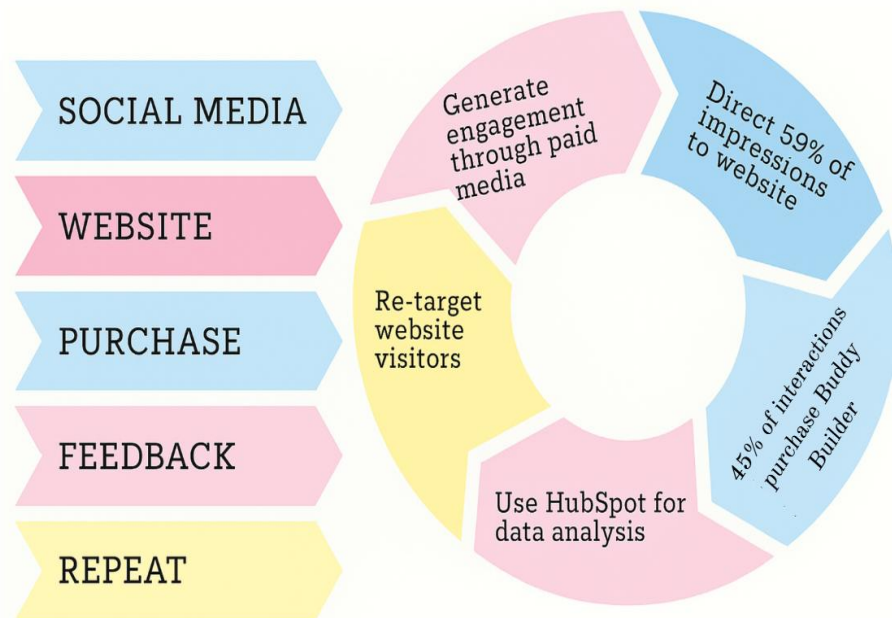 SOCIAL MEDIA
WEBSITE
PURCHASE
FEEDBACK
REPEAT
Generate
engagement
through paid
media
Direct 59% of
impressions
to website
45% of interactions
purchase Buddy
Builder
Use HubSpot for
data analysis
Re-target
website
visitors